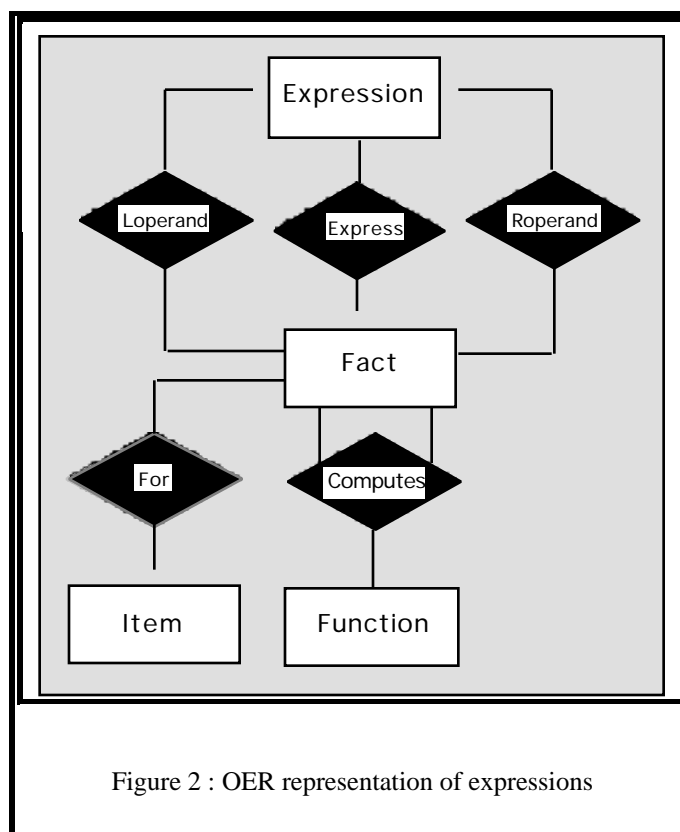 Expression
Loperand
Express
Roperand
Fact
For
Computes
Item
Function
Figure 2 : OER representation of expressions